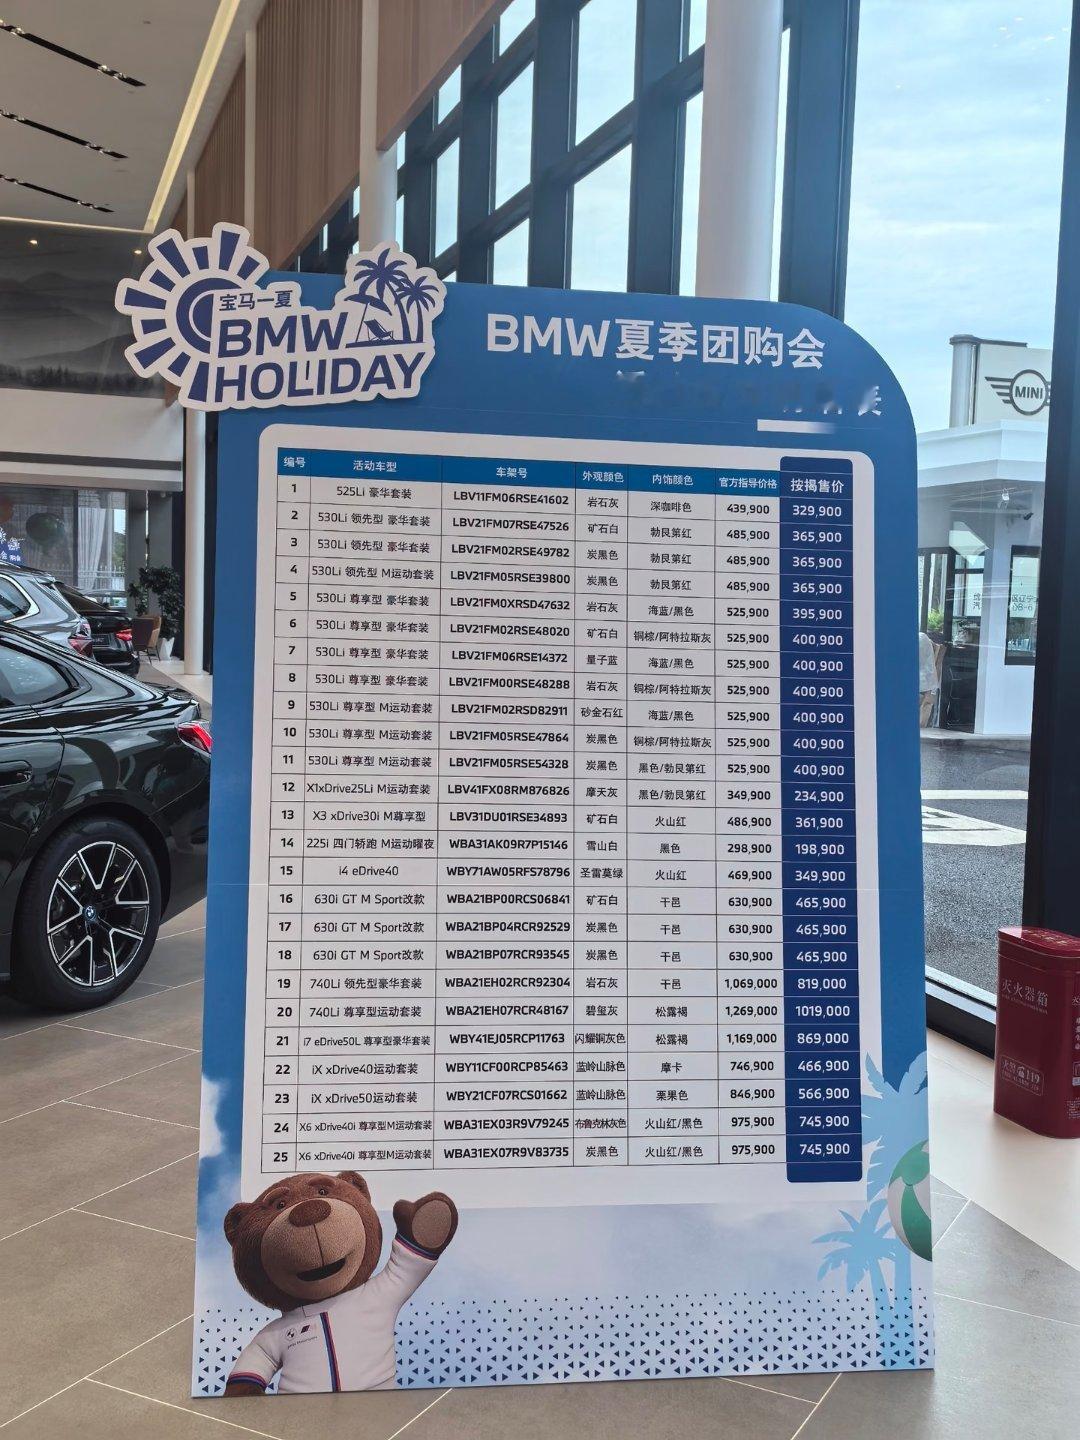 宝马一夏
BMW
HOLIDAY
BMW夏季团购会
MINI
编号 活动车型 车架号 外观颜色 内饰颜色 官方指导价格 按揭售价
1 525Li 豪华套装 LBV11FM06RSE41602 岩石灰 深咖啡色 439,900 329,900
2 530Li 领先型 豪华套装 LBV21FM07RSE47526 矿石白 勃艮第红 485,900 365,900
3 530Li 领先型 豪华套装 LBV21FM02RSE49782 炭黑色 勃艮第红 485,900 365,900
4 530Li 领先型 M运动套装 LBV21FM05RSE39800 炭黑色 勃艮第红 485,900 365,900
5 530Li 尊享型 豪华套装 LBV21FM0XRSD47632 岩石灰 海蓝/黑色 525,900 395,900
6 530Li 尊享型 豪华套装 LBV21FM02RSE48020 矿石白 铜棕/阿特拉斯灰 525,900 400,900
7 530Li 尊享型 豪华套装 LBV21FM06RSE14372 量子蓝 海蓝/黑色 525,900 400,900
8 530Li 尊享型 豪华套装 LBV21FM00RSE48288 岩石灰 铜棕/阿特拉斯灰 525,900 400,900
9 530Li 尊享型 M运动套装 LBV21FM02RSD82911 砂金石红 海蓝/黑色 525,900 400,900
10 530Li 尊享型 M运动套装 LBV21FM05RSE47864 炭黑色 铜棕/阿特拉斯灰 525,900 400,900
11 530Li 尊享型 M运动套装 LBV21FM05RSE54328 炭黑色 黑色/勃艮第红 525,900 400,900
12 X1xDrive25Li M运动套装 LBV41FX08RM876826 摩天灰 黑色/勃艮第红 349,900 234,900
13 X3 xDrive30i M尊享型 LBV31DU01RSE34893 矿石白 火山红 486,900 361,900
14 225i 四门轿跑 M运动曜夜 WBA31AK09R7P15146 雪山白 黑色 298,900 198,900
15 i4 eDrive40 WBY71AW05RFS78796 圣雷莫绿 火山红 469,900 349,900
16 630i GT M Sport改款 WBA21BP00RCS06841 矿石白 干邑 630,900 465,900
17 630i GT M Sport改款 WBA21BP04RCR92529 炭黑色 干邑 630,900 465,900
18 630i GT M Sport改款 WBA21BP07RCR93545 炭黑色 干邑 630,900 465,900
19 740Li 领先型豪华套装 WBA21EH02RCR92304 岩石灰 干邑 1,069,000 819,000
20 740Li 尊享型运动套装 WBA21EH07RCR48167 碧玺灰 松露褐 1,269,000 1019,000
21 i7 eDrive50L 尊享型豪华套装 WBY41EJ05RCP11763 闪耀铜灰色 松露褐 1,169,000 869,000
22 iX xDrive40运动套装 WBY11CF00RCP85463 蓝岭山脉色 摩卡 746,900 466,900
23 iX xDrive50运动套装 WBY21CF07RCS01662 蓝岭山脉色 栗果色 846,900 566,900
24 X6 xDrive40i 尊享型M运动套装 WBA31EX03R9V79245 布鲁克林灰色 火山红/黑色 975,900 745,900
25 X6 xDrive40i 尊享型M运动套装 WBA31EX07R9V83735 炭黑色 火山红/黑色 975,900 745,900
灭火器箱
火警119